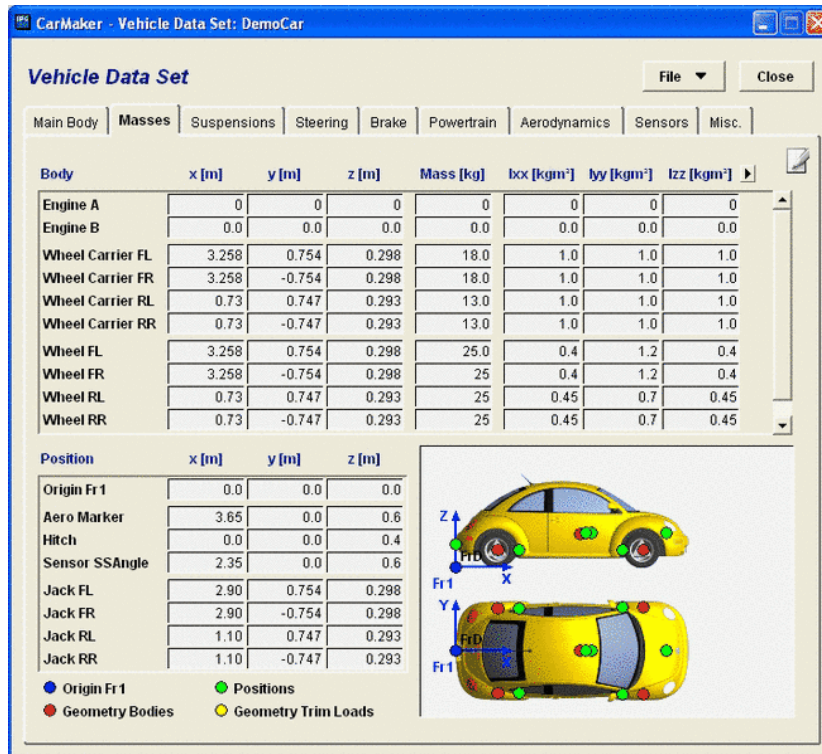 CarMaker - Vehicle Data Set: DemoCar
Vehicle Data Set
File Close
Main Body Masses Suspensions Steering Brake Powertrain Aerodynamics Sensors Misc.
Body x [m] y [m] z [m] Mass [kg] Ixx [kgm²] Iyy [kgm²] Izz [kgm²]
Engine A 0 0 0 0 0 0 0
Engine B 0.0 0.0 0.0 0.0 0.0 0.0 0.0
Wheel Carrier FL 3.258 0.754 0.298 18.0 1.0 1.0 1.0
Wheel Carrier FR 3.258 -0.754 0.298 18.0 1.0 1.0 1.0
Wheel Carrier RL 0.73 0.747 0.293 13.0 1.0 1.0 1.0
Wheel Carrier RR 0.73 -0.747 0.293 13.0 1.0 1.0 1.0
Wheel FL 3.258 0.754 0.298 25.0 0.4 1.2 0.4
Wheel FR 3.258 -0.754 0.298 25 0.4 1.2 0.4
Wheel RL 0.73 0.747 0.293 25 0.45 0.7 0.45
Wheel RR 0.73 -0.747 0.293 25 0.45 0.7 0.45
Position x [m] y [m] z [m]
Origin Fr1 0.0 0.0 0.0
Aero Marker 3.65 0.0 0.6
Hitch 0.0 0.0 0.4
Sensor SSAngle 2.35 0.0 0.6
Jack FL 2.90 0.754 0.298
Jack FR 2.90 -0.754 0.298
Jack RL 1.10 0.747 0.293
Jack RR 1.10 -0.747 0.293
Origin Fr1 Positions
Geometry Bodies Geometry Trim Loads
Z
FrD
Fr1 X
Y
FrD
Fr1 X